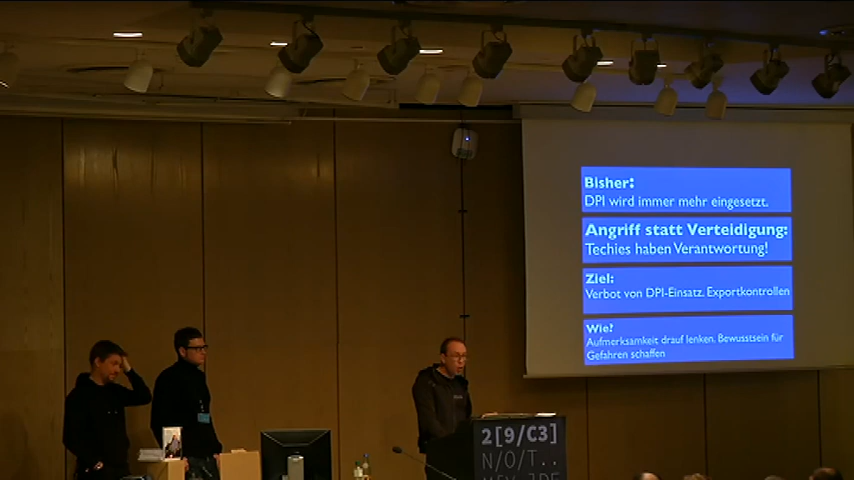 Bisher:
DPI wird immer mehr eingesetzt.
Angriff statt Verteidigung:
Techies haben Verantwortung!
Ziel:
Verbot von DPI-Einsatz. Exportkontrollen
Wie?
Aufmerksamkeit drauf lenken. Bewusstsein für
Gefahren schaffen
2[9/C3]
N/O/T..